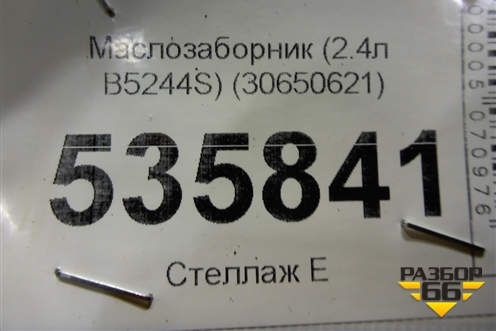 Маслозаборник (2.4л
B5244S) (30650621)
535841
Стеллаж Е
РАЗБОР
66